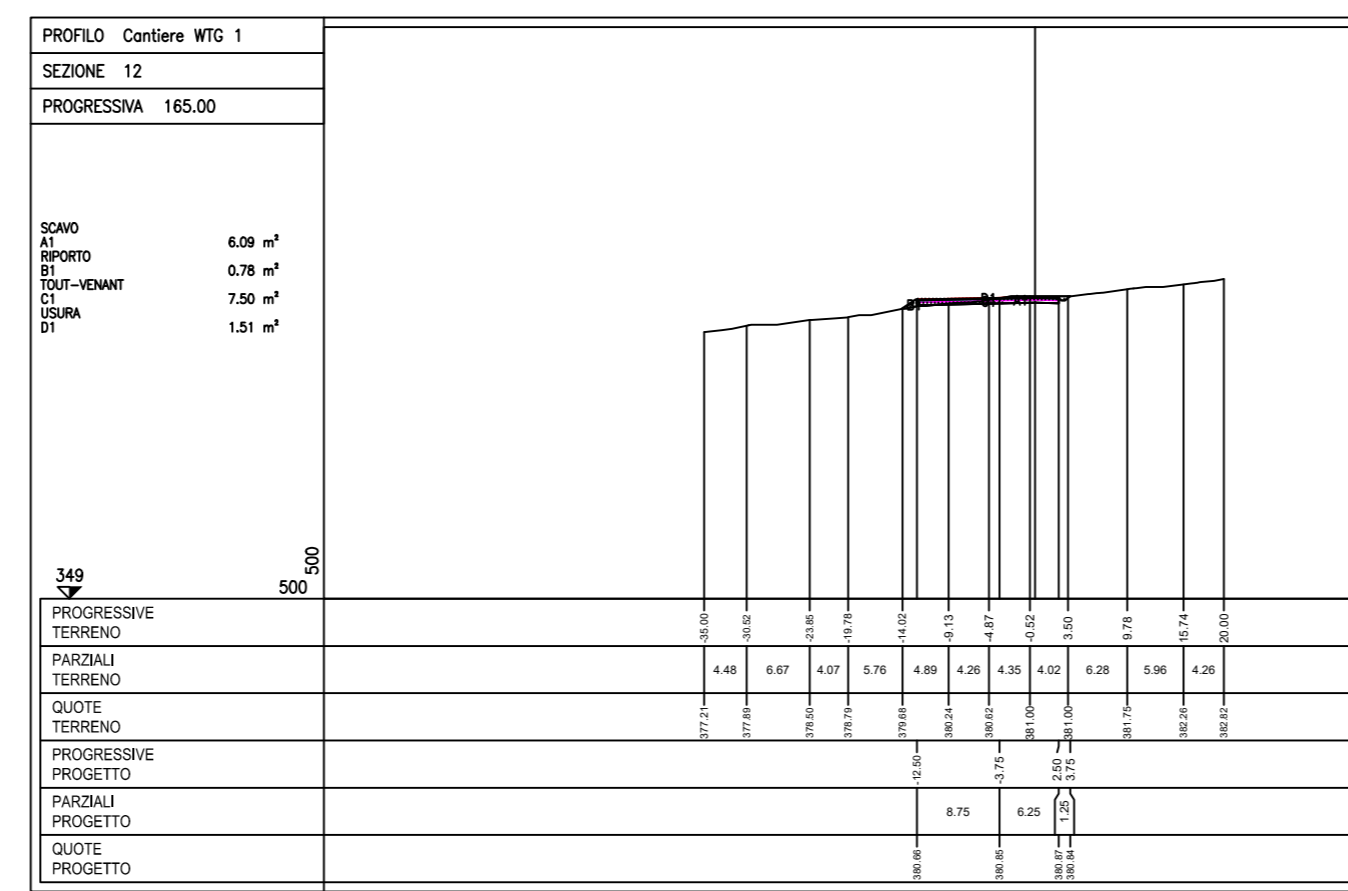 PROFILO Cantiere WTG 1
SEZIONE 12
PROGRESSIVA 165.00
SCAVO
A1 6.09 m²
RIPORTO
B1 0.78 m²
TOUT-VENANT
C1 7.50 m²
USURA
D1 1.51 m²
D1
A1
349
500
500
PROGRESSIVE TERRENO
-35.00 -30.52 -23.85 -19.78 -14.02 -9.13 -4.87 -0.52 3.50 9.78 15.74 20.00
PARZIALI TERRENO
4.48 6.67 4.07 5.76 4.89 4.26 4.35 4.02 6.28 5.96 4.26
QUOTE TERRENO
377.21 377.89 378.50 378.79 379.68 380.24 380.62 381.00 381.00 381.75 382.26 382.82
PROGRESSIVE PROGETTO
-12.50 -3.75 2.50 3.75
PARZIALI PROGETTO
8.75 6.25 1.25
QUOTE PROGETTO
380.66 380.85 380.87 380.84